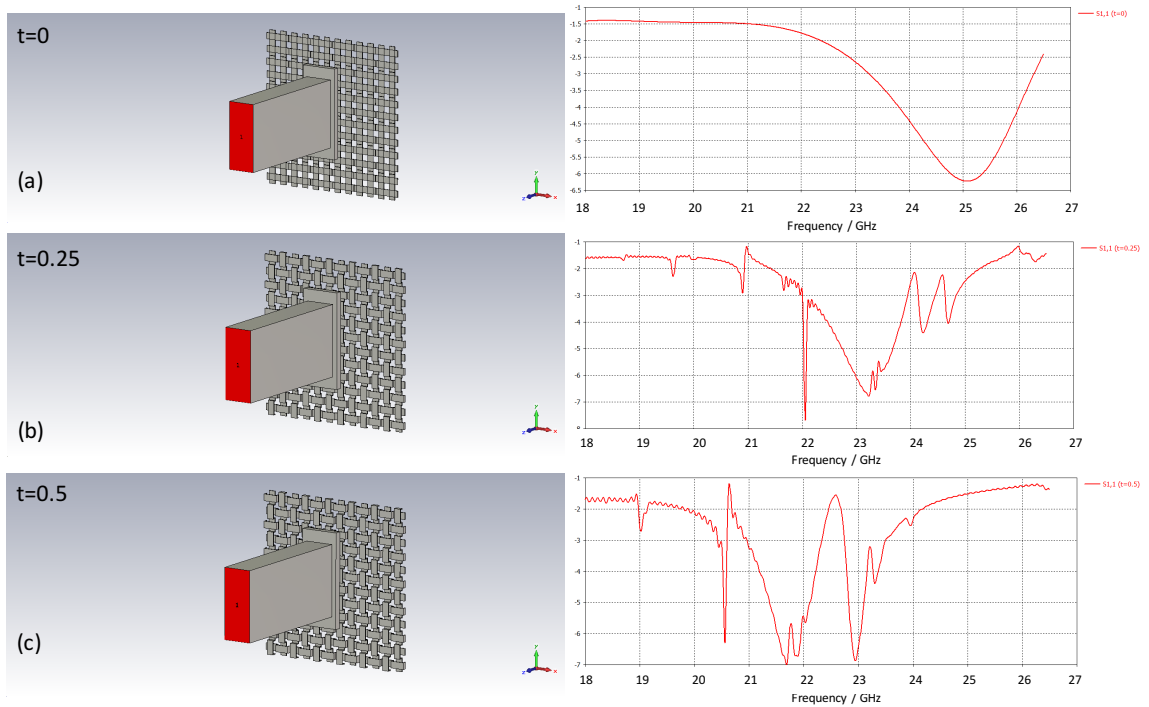 t=0
(a)
1
y
z
x
-1
-1.5
-2
-2.5
-3
-3.5
-4
-4.5
-5
-5.5
-6
-6.5
18 19 20 21 22 23 24 25 26 27
Frequency / GHz
S1,1 (t=0)
t=0.25
(b)
1
y
z
x
-1
-2
-3
-4
-5
-6
-7
18 19 20 21 22 23 24 25 26 27
Frequency / GHz
S1,1 (t=0.25)
t=0.5
(c)
1
y
z
x
-1
-2
-3
-4
-5
-6
-7
18 19 20 21 22 23 24 25 26 27
Frequency / GHz
S1,1 (t=0.5)